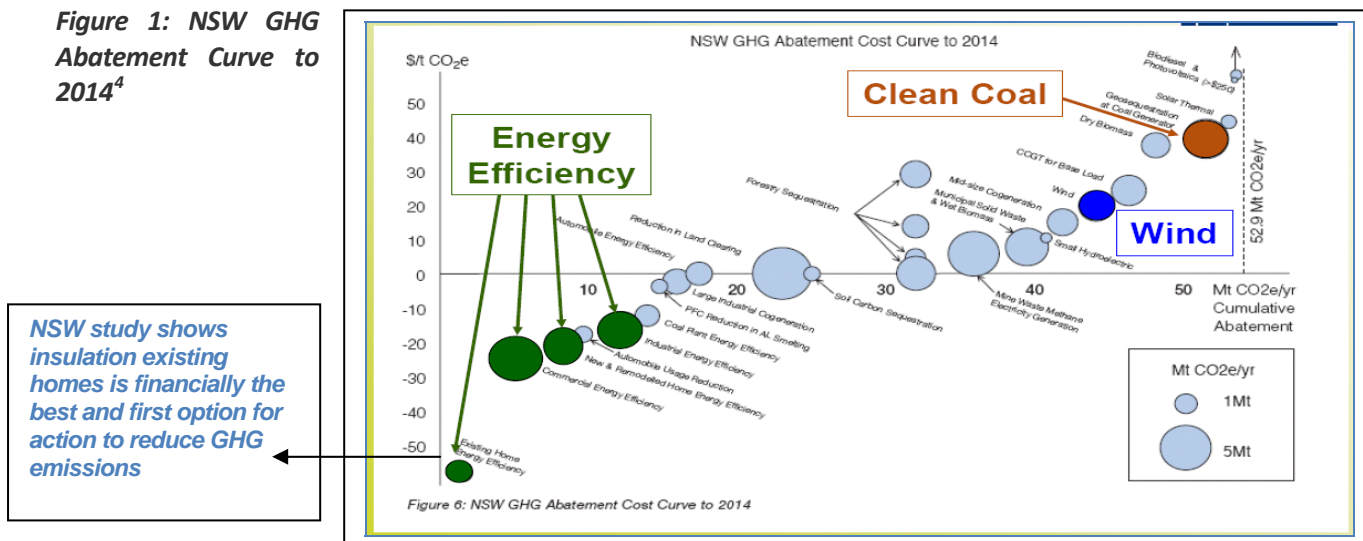 Figure 1: NSW GHG
Abatement Curve to
2014⁴
NSW study shows
insulation existing
homes is financially the
best and first option for
action to reduce GHG
emissions
NSW GHG Abatement Cost Curve to 2014
$/t CO₂e
50
40
30
20
10
0
-10
-20
-30
-40
-50
10
20
30
40
50
Mt CO2e/yr
Cumulative
Abatement
52.9 Mt CO2e/yr
Energy
Efficiency
Clean Coal
Wind
Existing Home
Energy Efficiency
Commercial Energy Efficiency
New & Remodelled Home Energy Efficiency
Automobile Usage Reduction
Industrial Energy Efficiency
Coal Plant Energy Efficiency
PFC Reduction in AL Smelting
Large Industrial Cogeneration
Automobile Energy Efficiency
Reduction in Land Clearing
Soil Carbon Sequestration
Forestry Sequestration
Mine Waste Methane
Electricity Generation
Municipal Solid Waste
& Wet Biomass
Small Hydroelectric
Mid-size Cogeneration
Wind
CCGT for Base Load
Dry Biomass
Geosequestration
at Coal Generator
Solar Thermal
Biodiesel &
Photovoltaics (>$250)
Mt CO2e/yr
1Mt
5Mt
Figure 6: NSW GHG Abatement Cost Curve to 2014